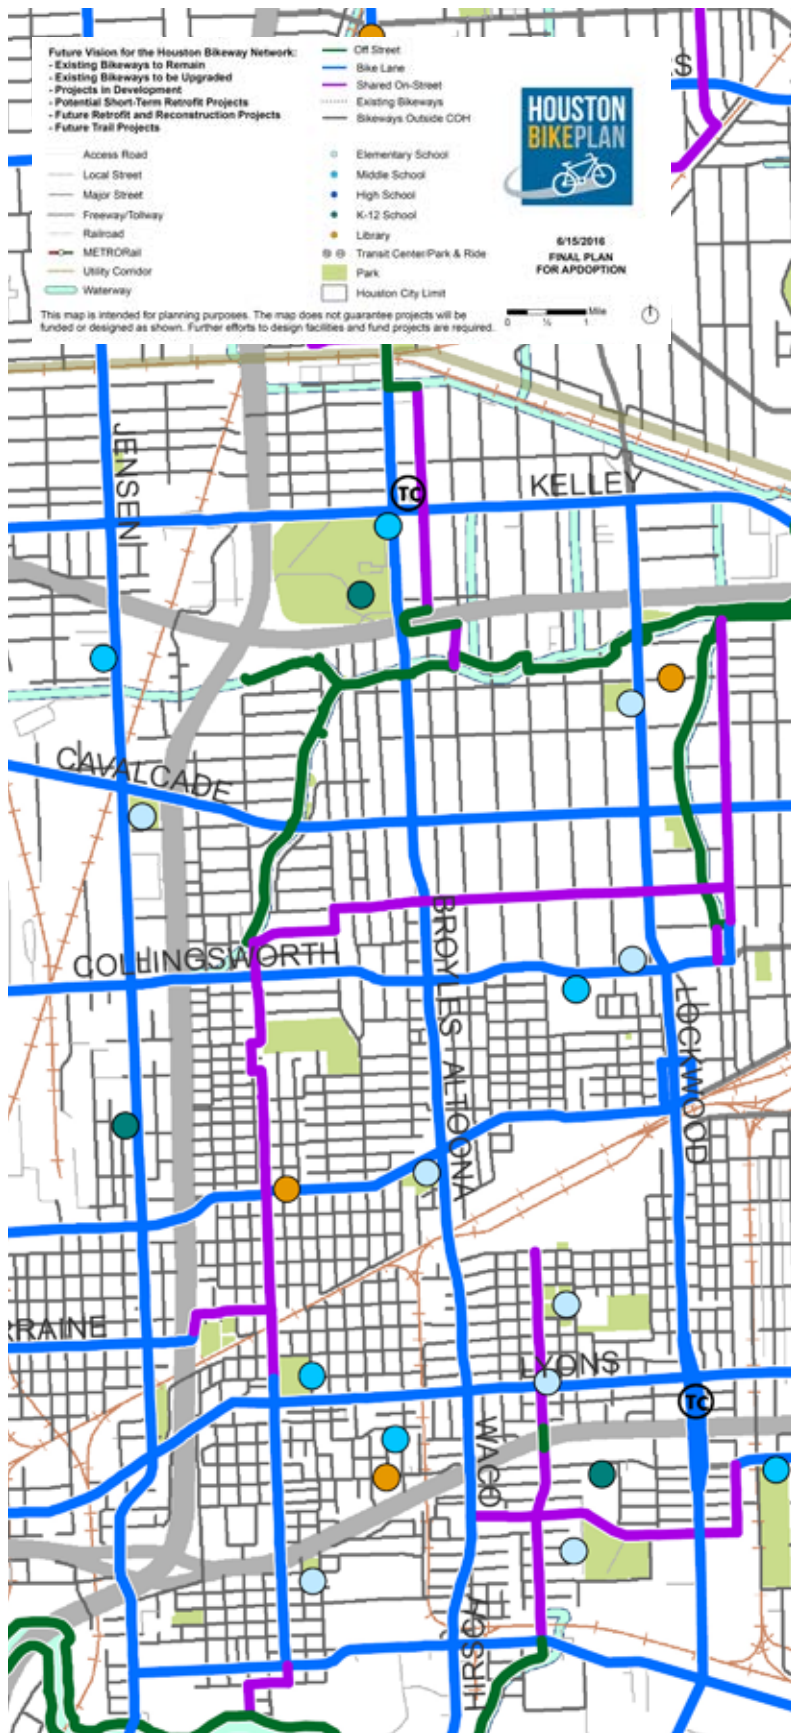 Future Vision for the Houston Bikeway Network:
- Existing Bikeways to Remain
- Existing Bikeways to be Upgraded
- Projects in Development
- Potential Short-Term Retrofit Projects
- Future Retrofit and Reconstruction Projects
- Future Trail Projects
Off Street
Bike Lane
Shared On-Street
Existing Bikeways
Bikeways Outside COH
Access Road
Local Street
Major Street
Freeway/Tollway
Railroad
METRORail
Utility Corridor
Waterway
Elementary School
Middle School
High School
K-12 School
Library
Transit Center/Park & Ride
Park
Houston City Limit
HOUSTON
BIKEPLAN
6/15/2016
FINAL PLAN
FOR APDOPTION
Mile
0 ½ 1
This map is intended for planning purposes. The map does not guarantee projects will be
funded or designed as shown. Further efforts to design facilities and fund projects are required.
S
JENSEN
KELLEY
TC
CAVALCADE
COLLINGSWORTH
BROYLES
ALTOONA
LOCKWOOD
RRAINE
LYONS
TC
WACO
HIRSCH